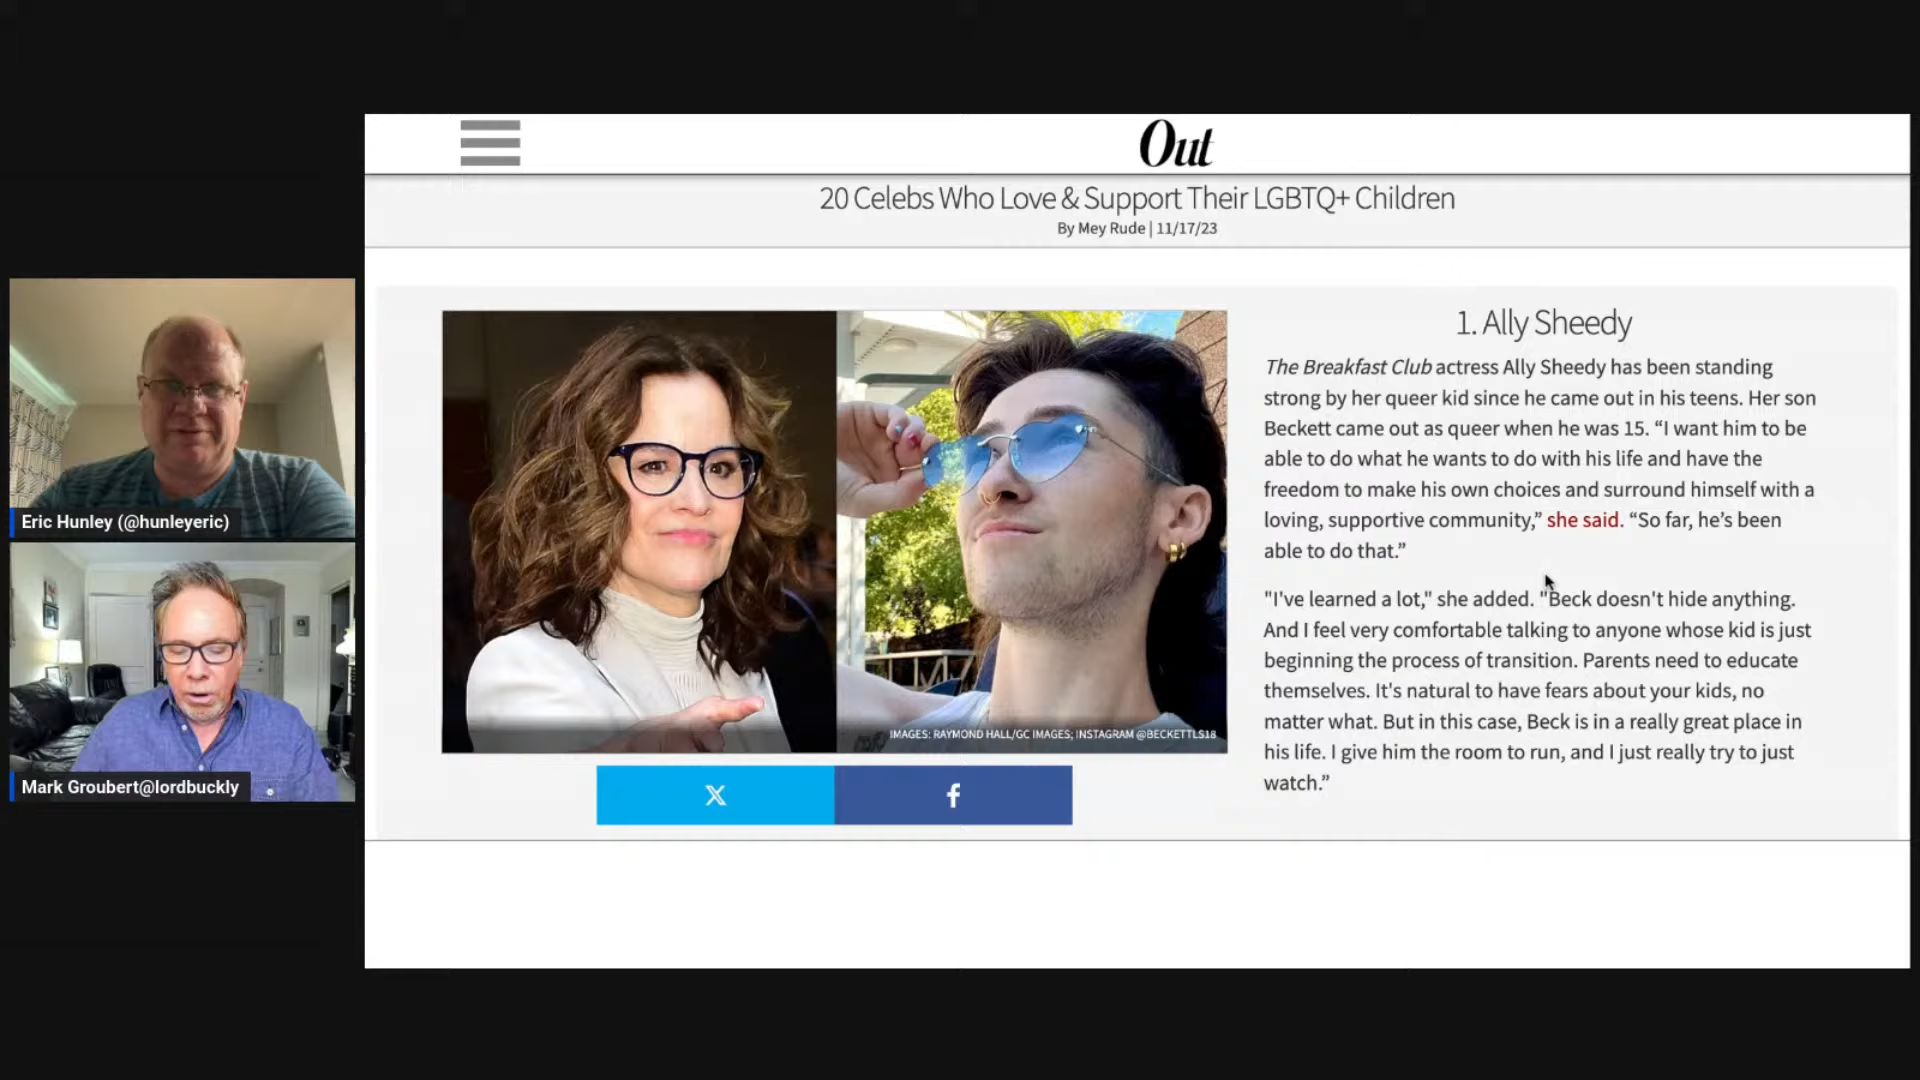 Out
20 Celebs Who Love & Support Their LGBTQ+ Children
By Mey Rude | 11/17/23
1. Ally Sheedy
The Breakfast Club actress Ally Sheedy has been standing
strong by her queer kid since he came out in his teens. Her son
Beckett came out as queer when he was 15. “I want him to be
able to do what he wants to do with his life and have the
freedom to make his own choices and surround himself with a
loving, supportive community,” she said. “So far, he’s been
able to do that.”
"I've learned a lot," she added. "Beck doesn't hide anything.
And I feel very comfortable talking to anyone whose kid is just
beginning the process of transition. Parents need to educate
themselves. It's natural to have fears about your kids, no
matter what. But in this case, Beck is in a really great place in
his life. I give him the room to run, and I just really try to just
watch.”
IMAGES: RAYMOND HALL/GC IMAGES; INSTAGRAM @BECKETTLS18
Eric Hunley (@hunleyeric)
Mark Groubert@lordbuckly